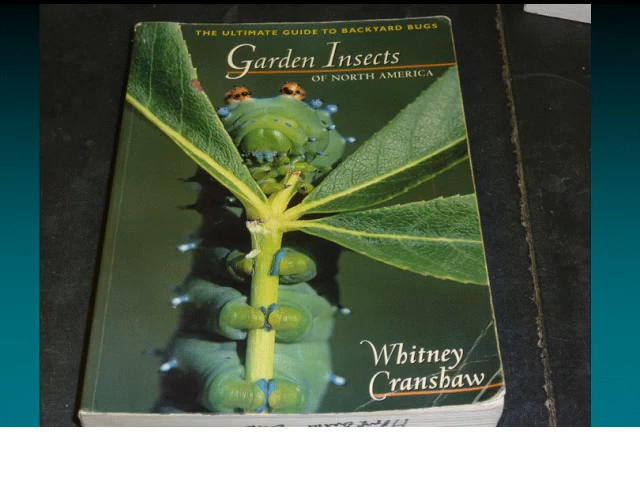 THE ULTIMATE GUIDE TO BACKYARD BUGS
Garden Insects
OF NORTH AMERICA
Whitney
Cranshaw